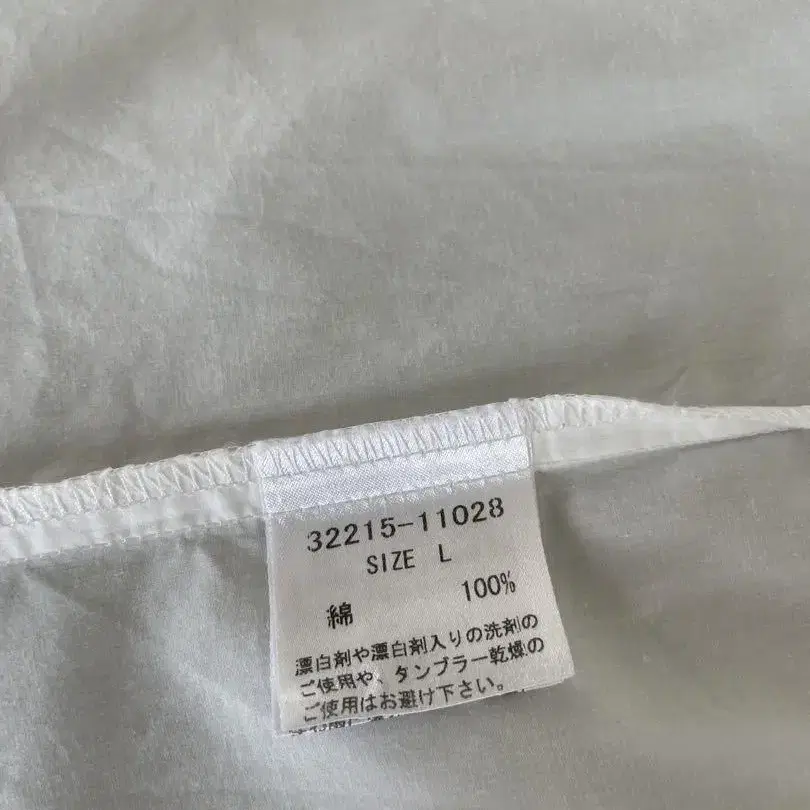 32215-11028
SIZE L
綿 100%
漂白剤や漂白剤入りの洗剤の
ご使用や、タンブラー乾燥の
ご使用はお避け下さい。